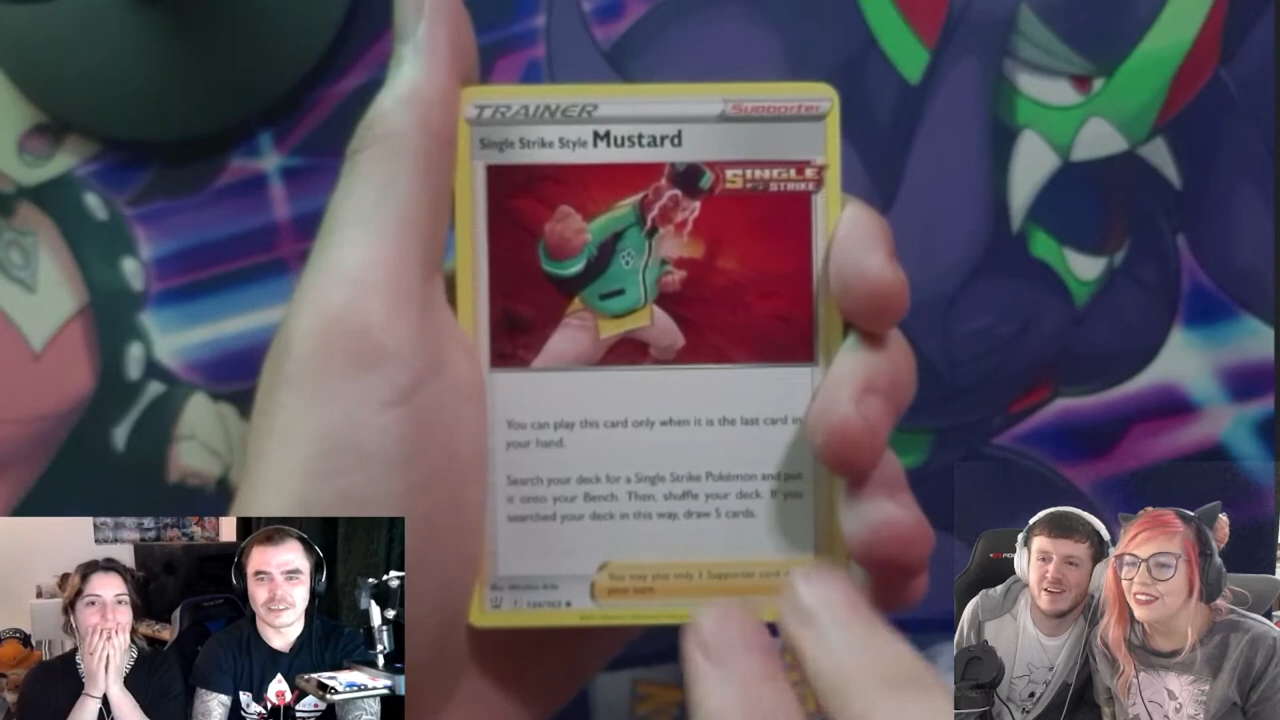 TRAINER
Supporter
Single Strike Style Mustard
SINGLE
STRIKE
You can play this card only when it is the last card in
your hand.
Search your deck for a Single Strike Pokémon and put
it onto your Bench. Then, shuffle your deck. If you
searched your deck in this way, draw 5 cards.
You may play only 1 Supporter card
your turn.